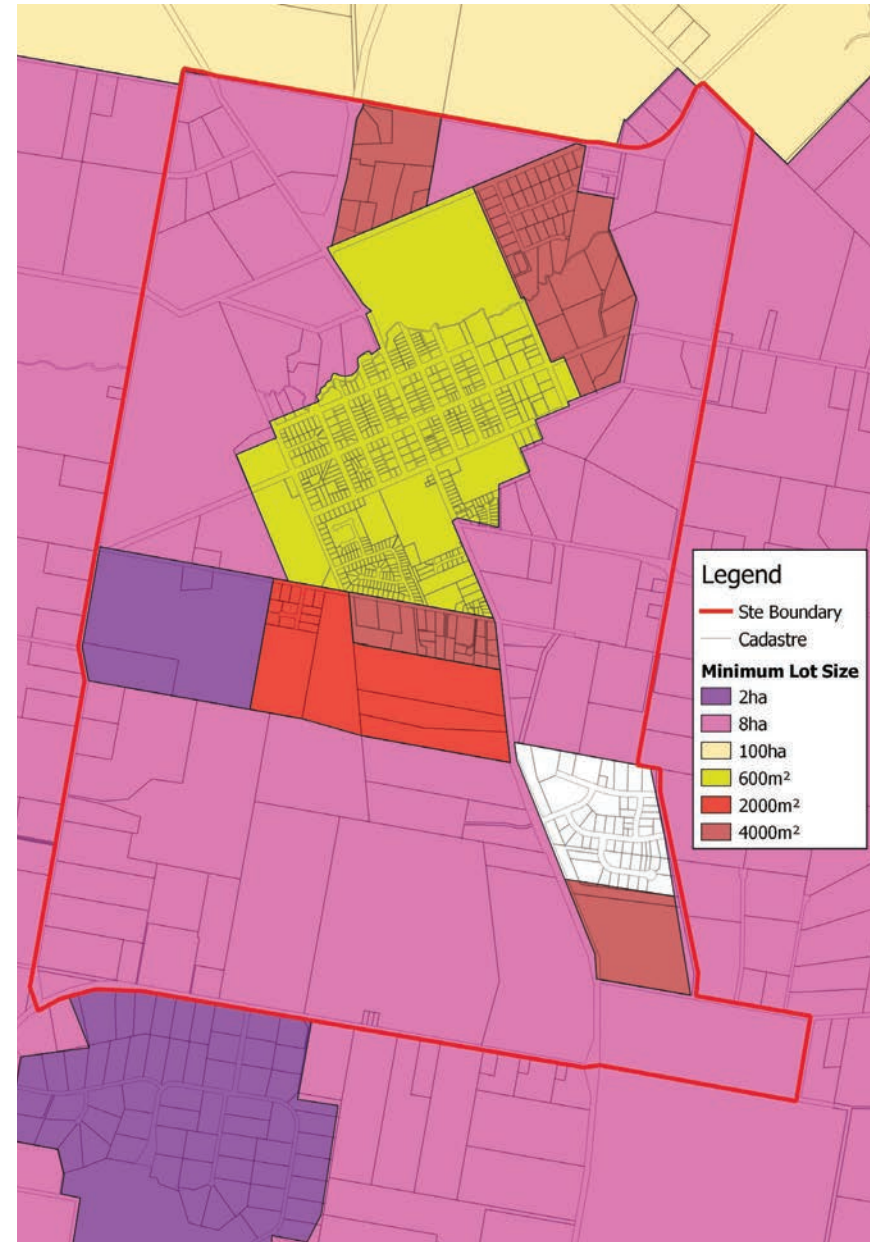 Legend
Ste Boundary
Cadastre
Minimum Lot Size
2ha
8ha
100ha
600m²
2000m²
4000m²